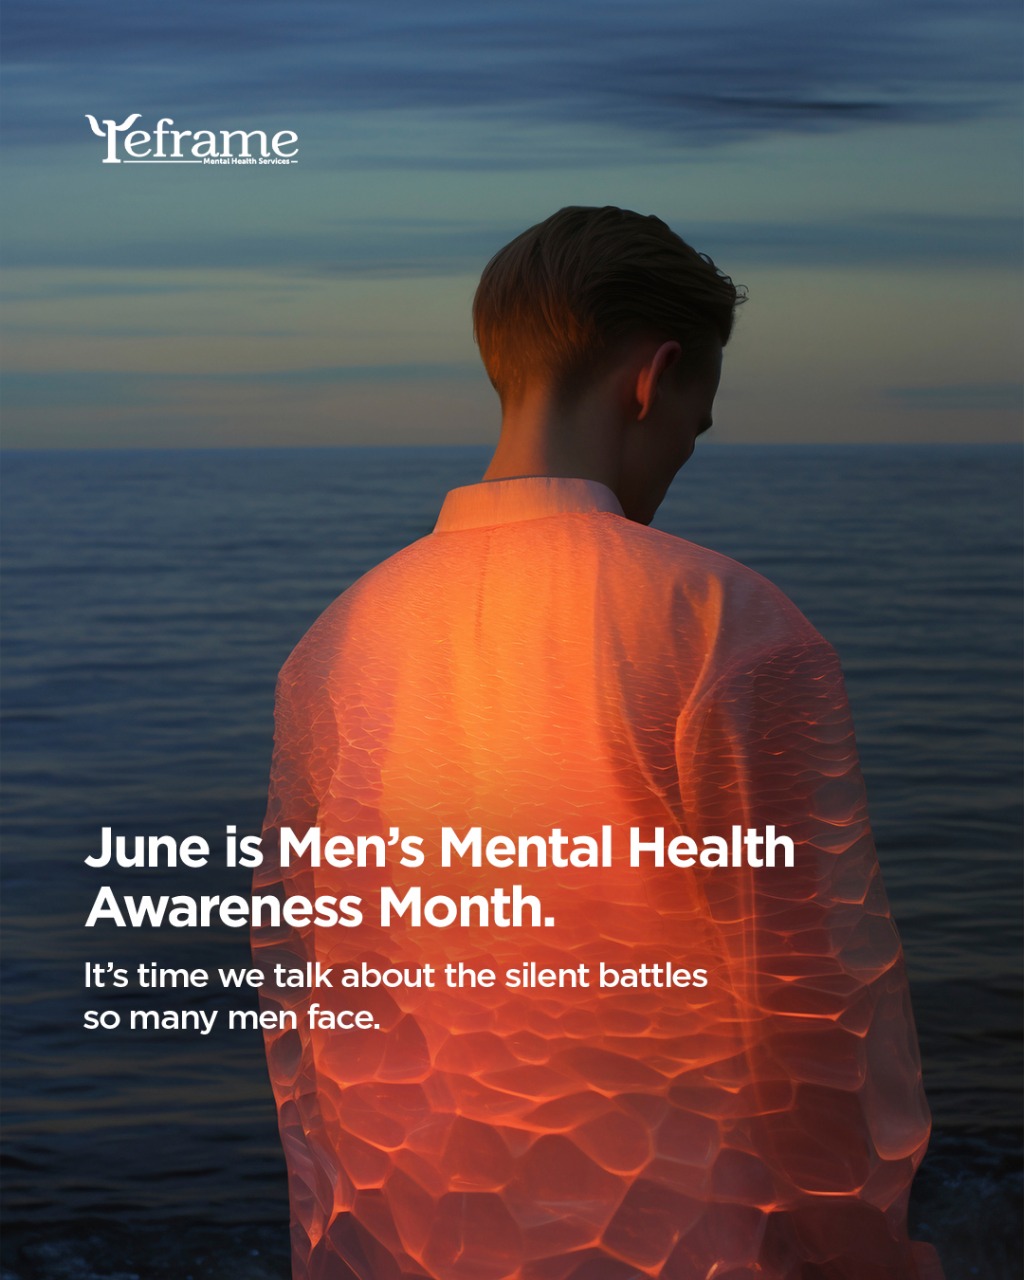 reframe
Mental Health Services
June is Men's Mental Health
Awareness Month.
It's time we talk about the silent battles
so many men face.